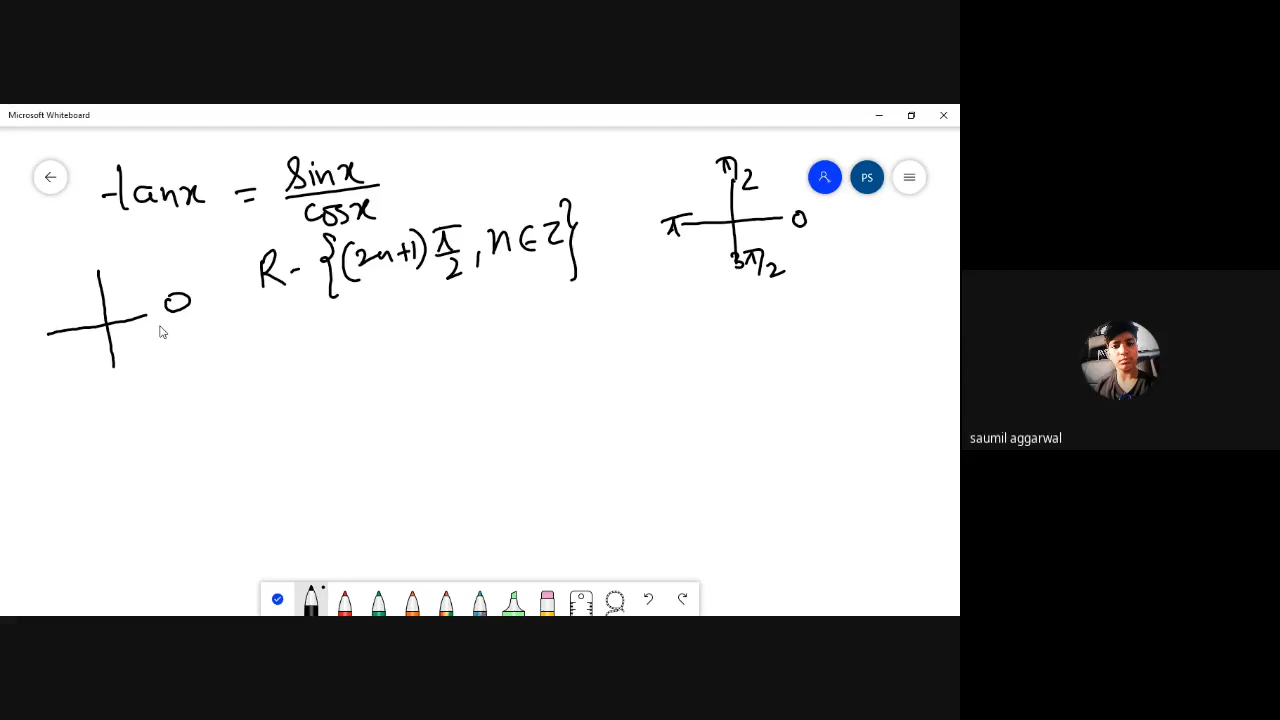 Microsoft Whiteboard
tanx = sinx/cosx
R - {(2n+1) π/2, n ∈ Z}
π/2
π
0
3π/2
0
PS
saumil aggarwal